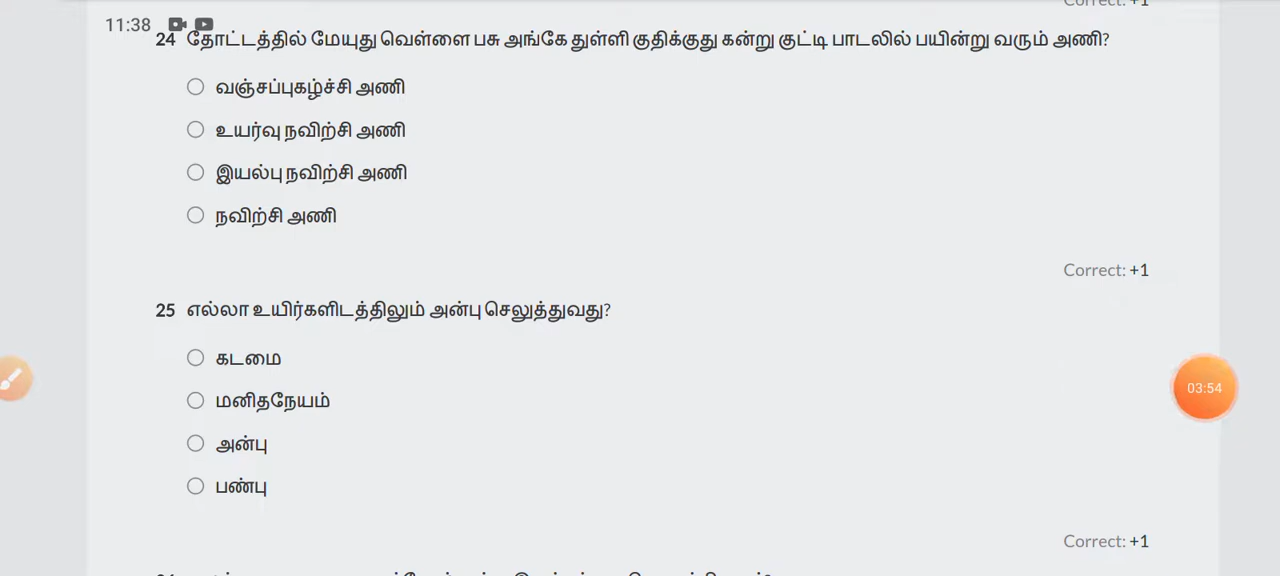 Correct: +1
11:38
24 தோட்டத்தில் மேயுது வெள்ளை பசு அங்கே துள்ளி குதிக்குது கன்று குட்டி பாடலில் பயின்று வரும் அணி?
வஞ்சப்புகழ்ச்சி அணி
உயர்வு நவிற்சி அணி
இயல்பு நவிற்சி அணி
நவிற்சி அணி
Correct: +1
25 எல்லா உயிர்களிடத்திலும் அன்பு செலுத்துவது?
கடமை
03:54
மனிதநேயம்
அன்பு
பண்பு
Correct: +1